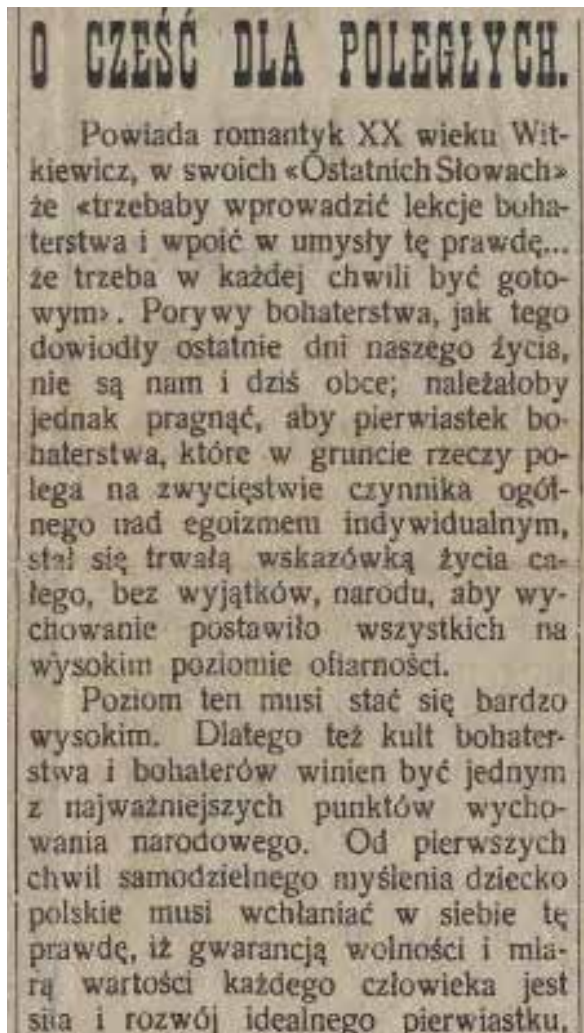 O CZEŚĆ DLA POLEGŁYCH.
Powiada romantyk XX wieku Wit-
kiewicz, w swoich «Ostatnich Słowach»
że «trzebaby wprowadzić lekcje boha-
terstwa i wpoić w umysły tę prawdę...
że trzeba w każdej chwili być goto-
wym». Porywy bohaterstwa, jak tego
dowiodły ostatnie dni naszego życia,
nie są nam i dziś obce; należałoby
jednak pragnąć, aby pierwiastek bo-
haterstwa, które w gruncie rzeczy po-
lega na zwycięstwie czynnika ogól-
nego nad egoizmem indywidualnym,
stał się trwałą wskazówką życia ca-
łego, bez wyjątków, narodu, aby wy-
chowanie postawiło wszystkich na
wysokim poziomie ofiarności.
Poziom ten musi stać się bardzo
wysokim. Dlatego też kult bohater-
stwa i bohaterów winien być jednym
z najważniejszych punktów wycho-
wania narodowego. Od pierwszych
chwil samodzielnego myślenia dziecko
polskie musi wchłaniać w siebie tę
prawdę, iż gwarancją wolności i mia-
rą wartości każdego człowieka jest
siła i rozwój idealnego pierwiastku,